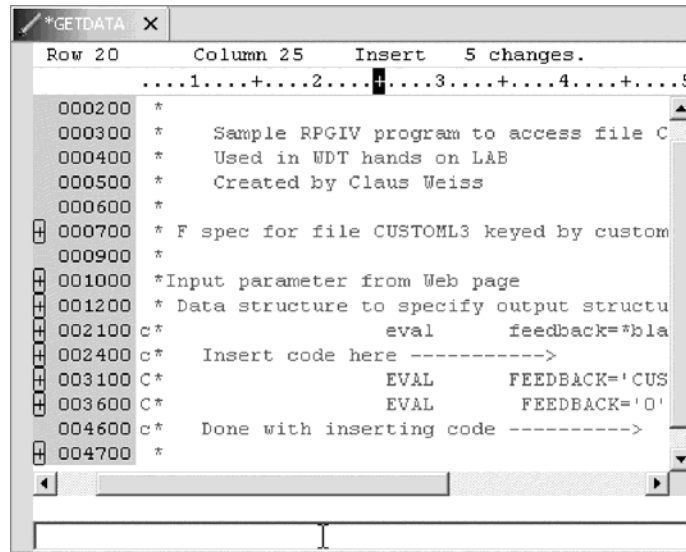 *GETDATA X
Row 20 Column 25 Insert 5 changes.
....1....+....2....+....3....+....4....+....5
000200 *
000300 * Sample RPGIV program to access file C
000400 * Used in WDT hands on LAB
000500 * Created by Claus Weiss
000600 *
+ 000700 * F spec for file CUSTOML3 keyed by custom
000900 *
+ 001000 *Input parameter from Web page
+ 001200 * Data structure to specify output structu
+ 002100 c* eval feedback=*bla
+ 002400 c* Insert code here ----------->
+ 003100 C* EVAL FEEDBACK='CUS
+ 003600 C* EVAL FEEDBACK='O'
004600 c* Done with inserting code ---------->
+ 004700 *